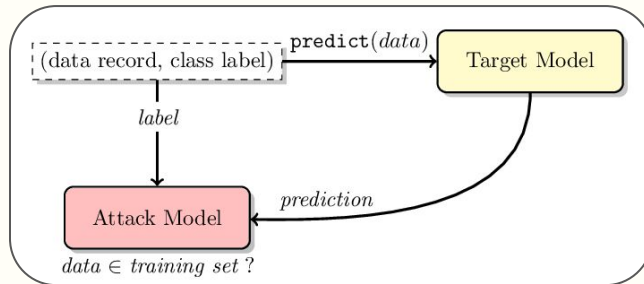 predict(data)
(data record, class label)
Target Model
label
prediction
Attack Model
data ∈ training set ?